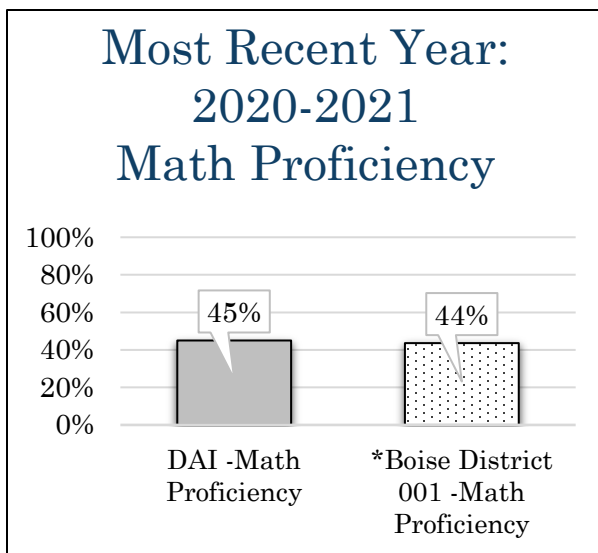 Most Recent Year:
2020-2021
Math Proficiency
100%
80%
60%
40%
20%
0%
45%
44%
DAI -Math
Proficiency
*Boise District
001 -Math
Proficiency